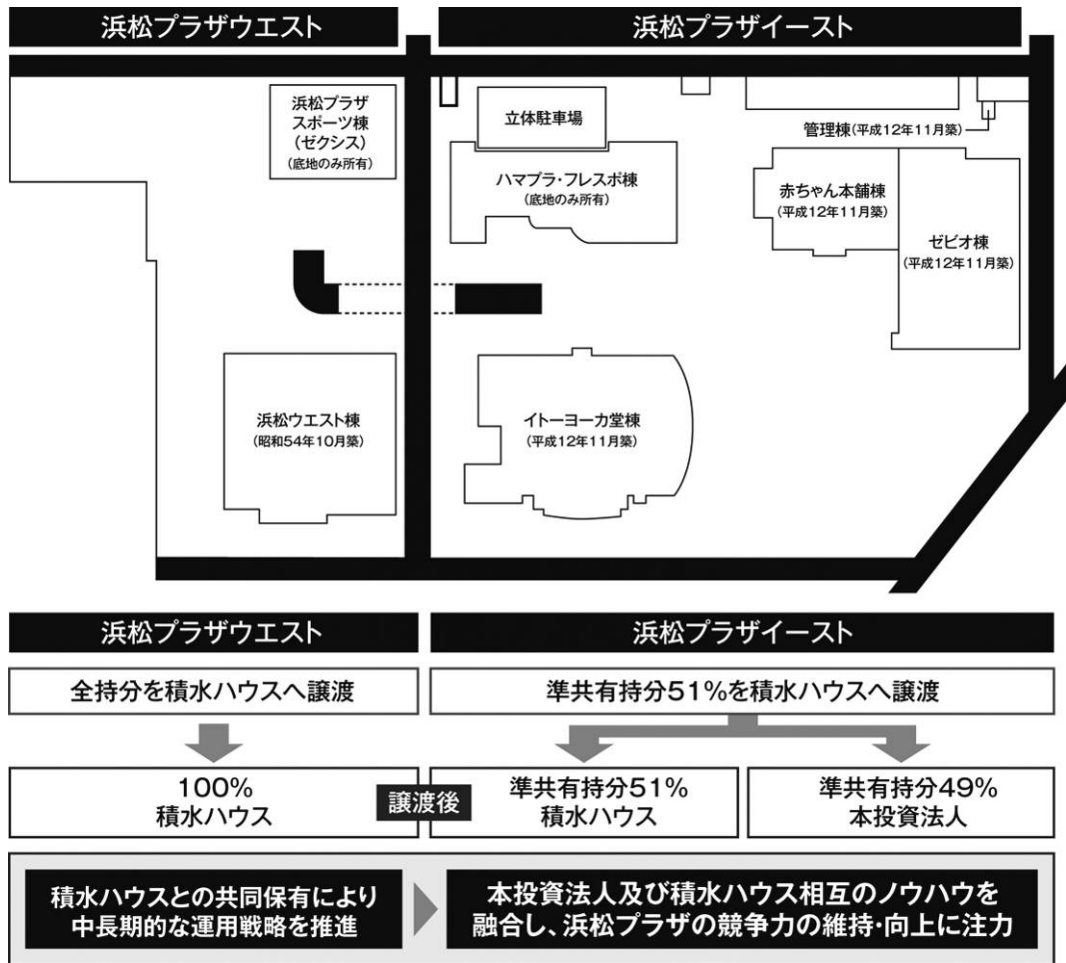 浜松プラザウエスト
浜松プラザイースト
浜松プラザ
スポーツ棟
（ゼクシス）
（底地のみ所有）
立体駐車場
ハマプラ・フレスポ棟
（底地のみ所有）
管理棟（平成12年11月築）
赤ちゃん本舗棟
（平成12年11月築）
ゼビオ棟
（平成12年11月築）
浜松ウエスト棟
（昭和54年10月築）
イトーヨーカ堂棟
（平成12年11月築）
浜松プラザウエスト
浜松プラザイースト
全持分を積水ハウスへ譲渡
準共有持分51％を積水ハウスへ譲渡
100％
積水ハウス
譲渡後
準共有持分51％
積水ハウス
準共有持分49％
本投資法人
積水ハウスとの共同保有により
中長期的な運用戦略を推進
本投資法人及び積水ハウス相互のノウハウを
融合し、浜松プラザの競争力の維持・向上に注力